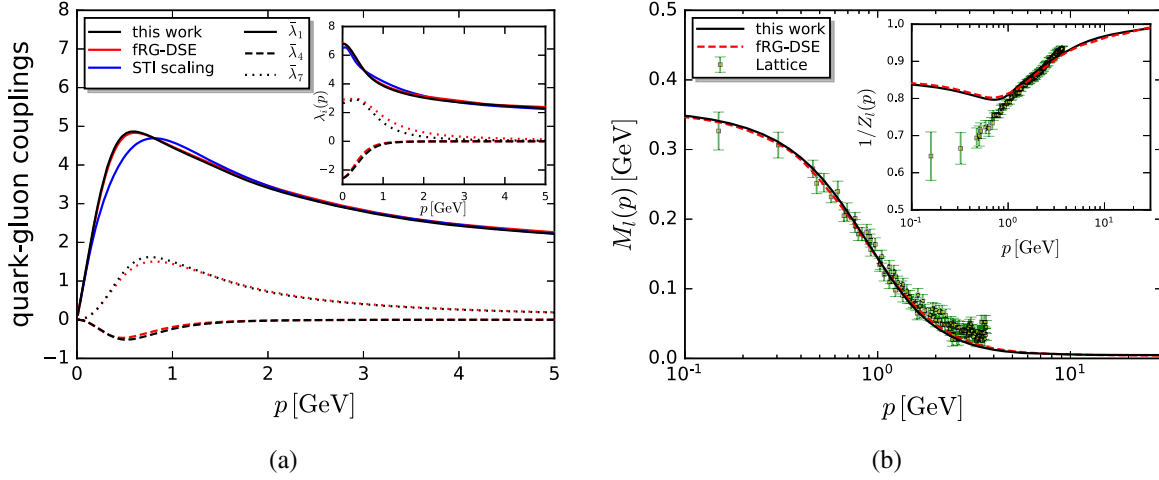 8
7
6
5
4
3
2
1
0
−1
quark-gluon couplings
this work
fRG-DSE
STI scaling
λ̄₁
λ̄₄
λ̄₇
8
6
4
2
0
−2
λᵢ(p)
0 1 2 3 4 5
p [GeV]
0 1 2 3 4 5
p [GeV]
(a)
0.5
0.4
0.3
0.2
0.1
0.0
M_l(p) [GeV]
this work
fRG-DSE
Lattice
1.0
0.9
0.8
0.7
0.6
0.5
1/Z_l(p)
10⁻¹ 10⁰ 10¹
p [GeV]
10⁻¹ 10⁰ 10¹
p [GeV]
(b)